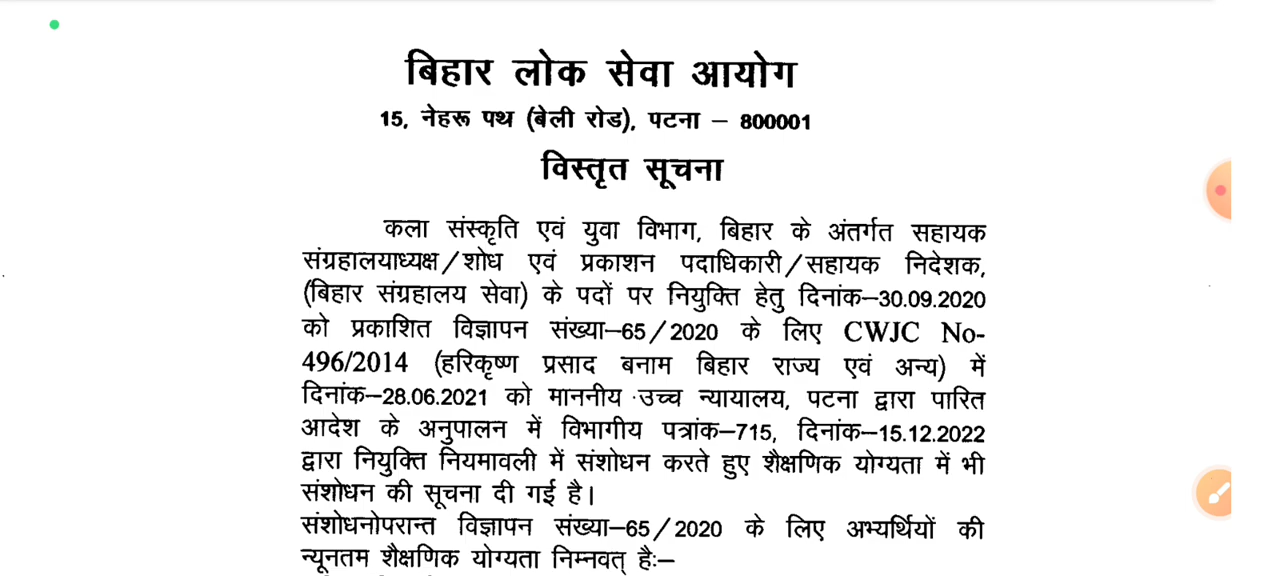 बिहार लोक सेवा आयोग
15, नेहरू पथ (बेली रोड), पटना – 800001
विस्तृत सूचना
कला संस्कृति एवं युवा विभाग, बिहार के अंतर्गत सहायक
संग्रहालयाध्यक्ष/शोध एवं प्रकाशन पदाधिकारी/सहायक निदेशक,
(बिहार संग्रहालय सेवा) के पदों पर नियुक्ति हेतु दिनांक–30.09.2020
को प्रकाशित विज्ञापन संख्या–65/2020 के लिए CWJC No-
496/2014 (हरिकृष्ण प्रसाद बनाम बिहार राज्य एवं अन्य) में
दिनांक–28.06.2021 को माननीय उच्च न्यायालय, पटना द्वारा पारित
आदेश के अनुपालन में विभागीय पत्रांक–715, दिनांक–15.12.2022
द्वारा नियुक्ति नियमावली में संशोधन करते हुए शैक्षणिक योग्यता में भी
संशोधन की सूचना दी गई है।
संशोधनोपरान्त विज्ञापन संख्या–65/2020 के लिए अभ्यर्थियों की
न्यूनतम शैक्षणिक योग्यता निम्नवत् हैः–